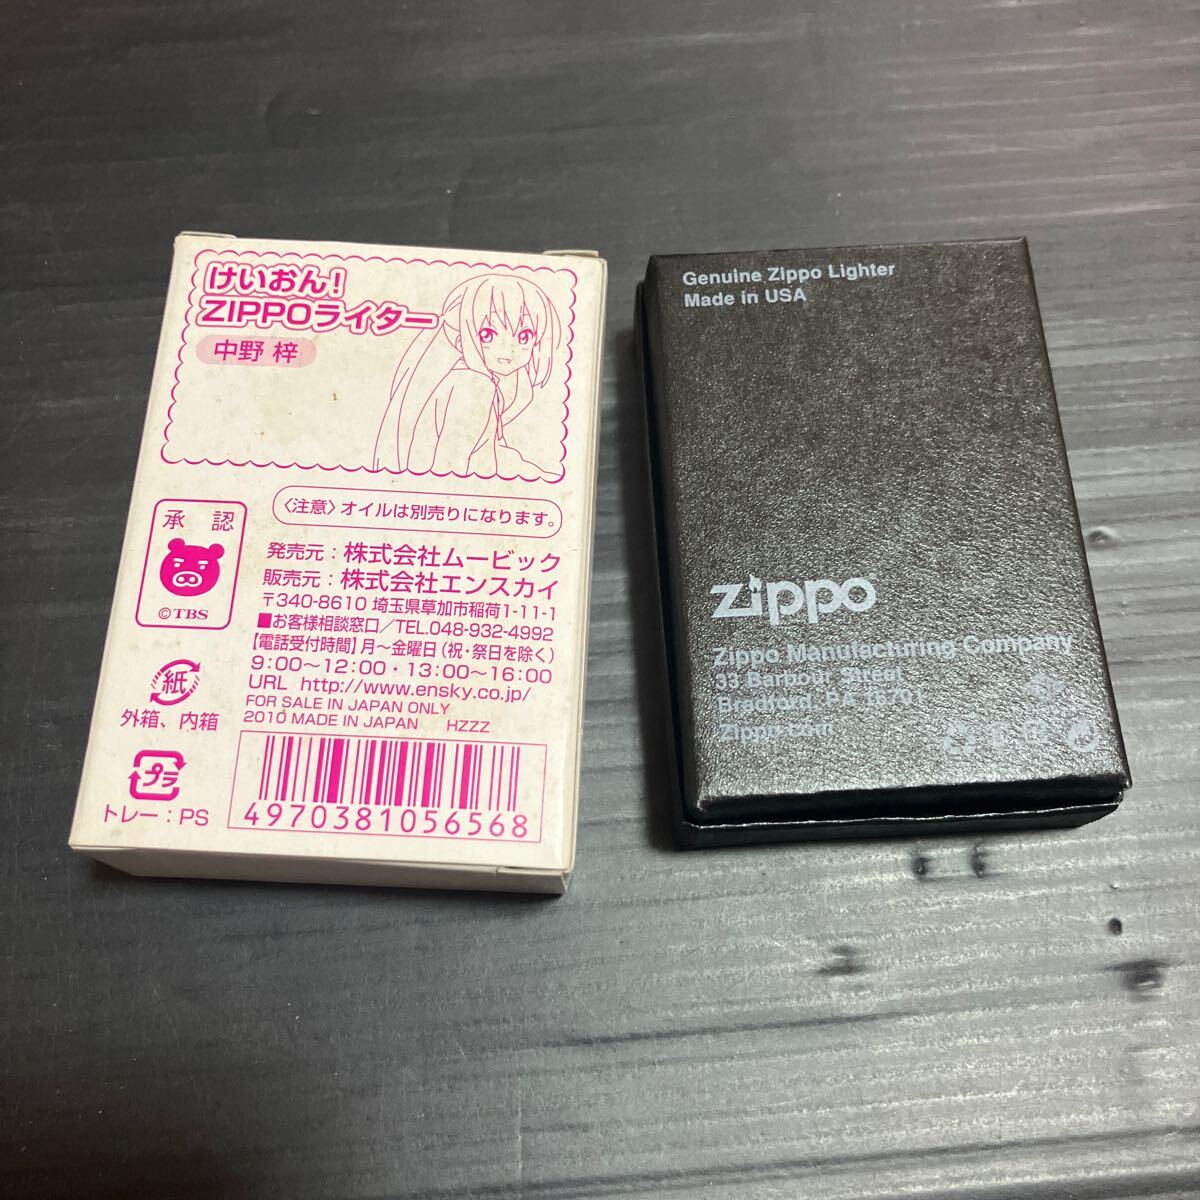 けいおん!
ZIPPOライター
中野 梓
〈注意〉オイルは別売りになります。
承 認
©TBS
発売元：株式会社ムービック
販売元：株式会社エンスカイ
〒340-8610 埼玉県草加市稲荷1-11-1
■お客様相談窓口／TEL.048-932-4992
【電話受付時間】月〜金曜日（祝・祭日を除く）
9:00〜12:00・13:00〜16:00
URL http://www.ensky.co.jp/
FOR SALE IN JAPAN ONLY
2010 MADE IN JAPAN HZZZ
紙
外箱、内箱
プラ
トレー：PS
4970381056568
Genuine Zippo Lighter
Made in USA
zippo
Zippo Manufacturing Company
33 Barbour Street
Bradford, PA 16701
Zippo.com